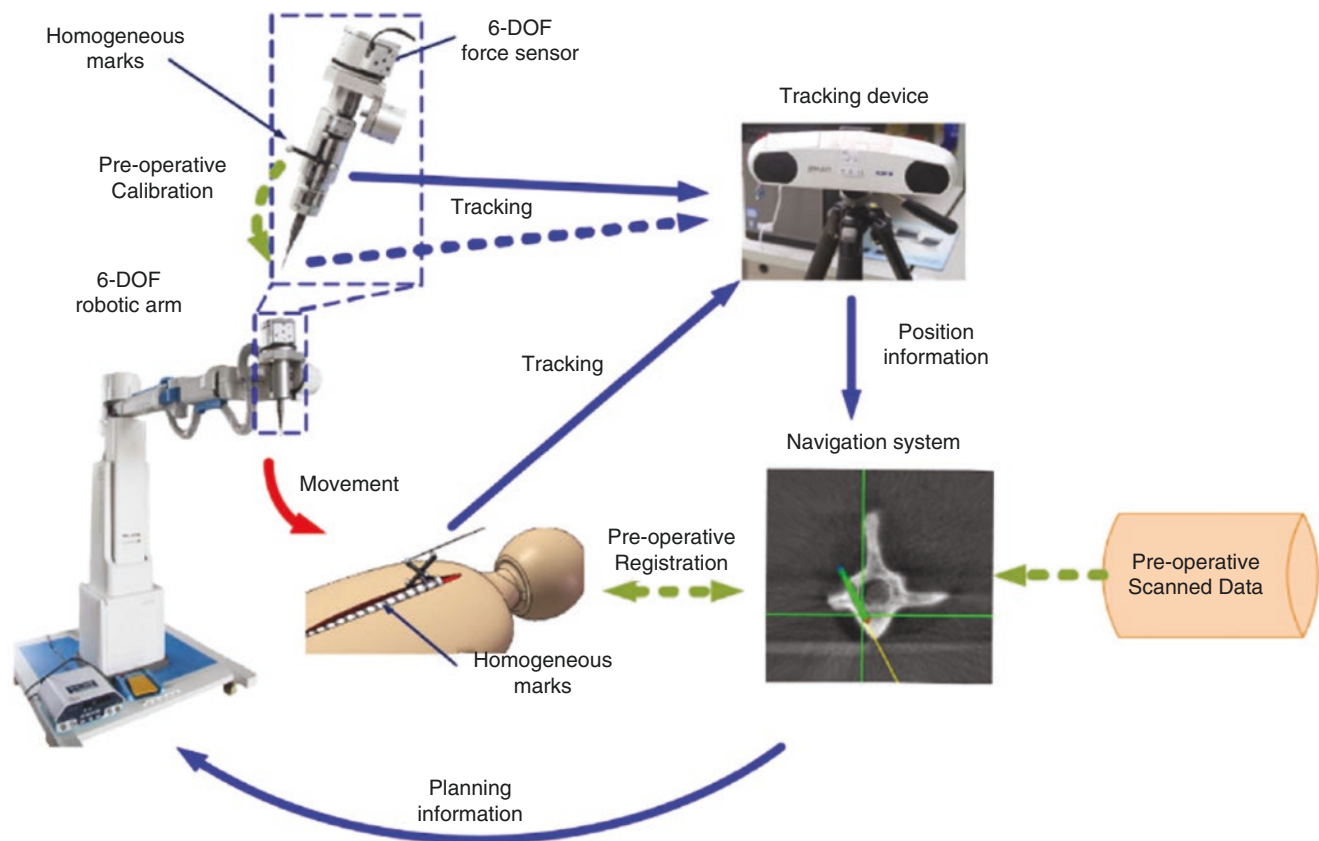 6-DOF
force sensor
Homogeneous
marks
Tracking device
Pre-operative
Calibration
Tracking
6-DOF
robotic arm
Position
information
Tracking
Navigation system
Movement
Pre-operative
Registration
Pre-operative
Scanned Data
Homogeneous
marks
Planning
information